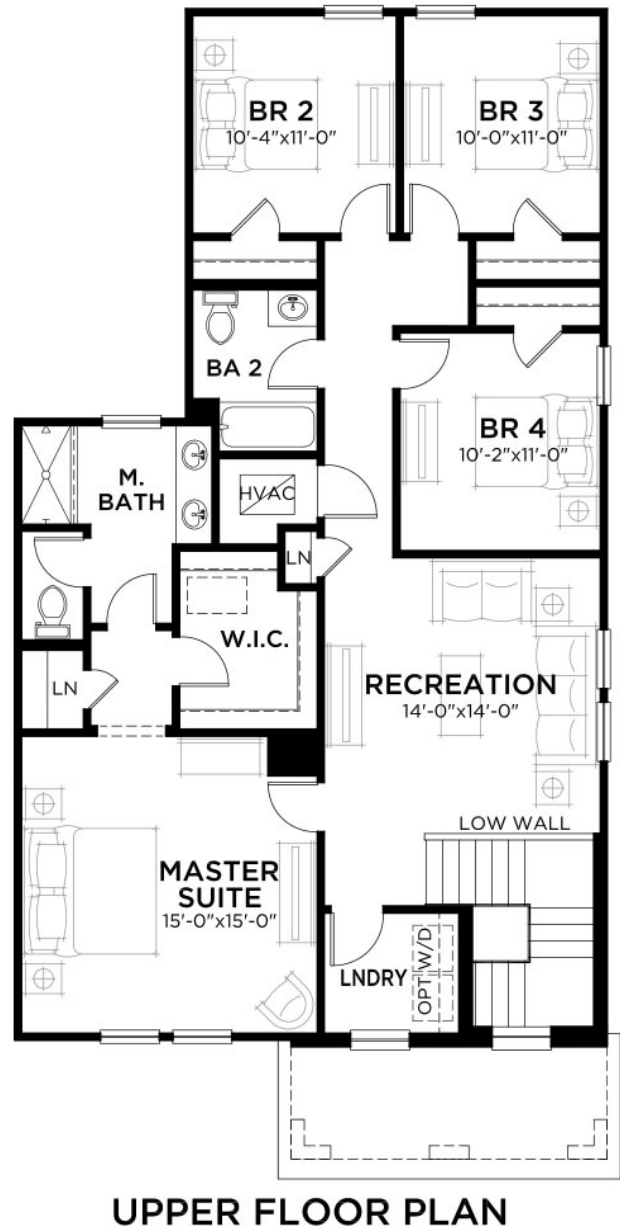 BR 2
10'-4"x11'-0"
BR 3
10'-0"x11'-0"
BA 2
BR 4
10'-2"x11'-0"
M.
BATH
HVAC
LN
W.I.C.
LN
RECREATION
14'-0"x14'-0"
LOW WALL
MASTER
SUITE
15'-0"x15'-0"
LNDRY
OPT W/D
UPPER FLOOR PLAN